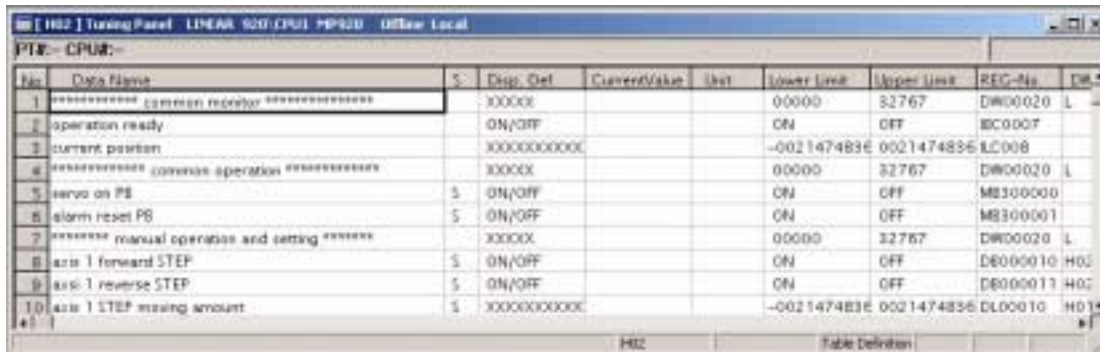 [ H02 ] Tuning Panel LINEAR 920\CPU1 MP920 Offline Local
PT#:- CPU#:-
No Data Name S Disp. Def CurrentValue Unit Lower Limit Upper Limit REG-No
1 ************* common monitor **************** XXXXX 00000 32767 DW00020 L
2 operation ready ON/OFF ON OFF IBC0007
3 current position XXXXXXXXXX -0021474836 0021474836 ILC008
4 ************* common operation ************** XXXXX 00000 32767 DW00020 L
5 servo on PB S ON/OFF ON OFF MB300000
6 alarm reset PB S ON/OFF ON OFF MB300001
7 ******** manual operation and setting ******* XXXXX 00000 32767 DW00020 L
8 axis 1 forward STEP S ON/OFF ON OFF DB000010 H02
9 axsi 1 reverse STEP S ON/OFF ON OFF DB000011 H02
10 axis 1 STEP moving amount S XXXXXXXXXX -0021474836 0021474836 DL00010 H01
H02 Table Definition